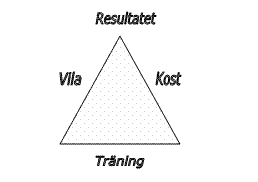 Resultatet
Vila
Kost
Träning